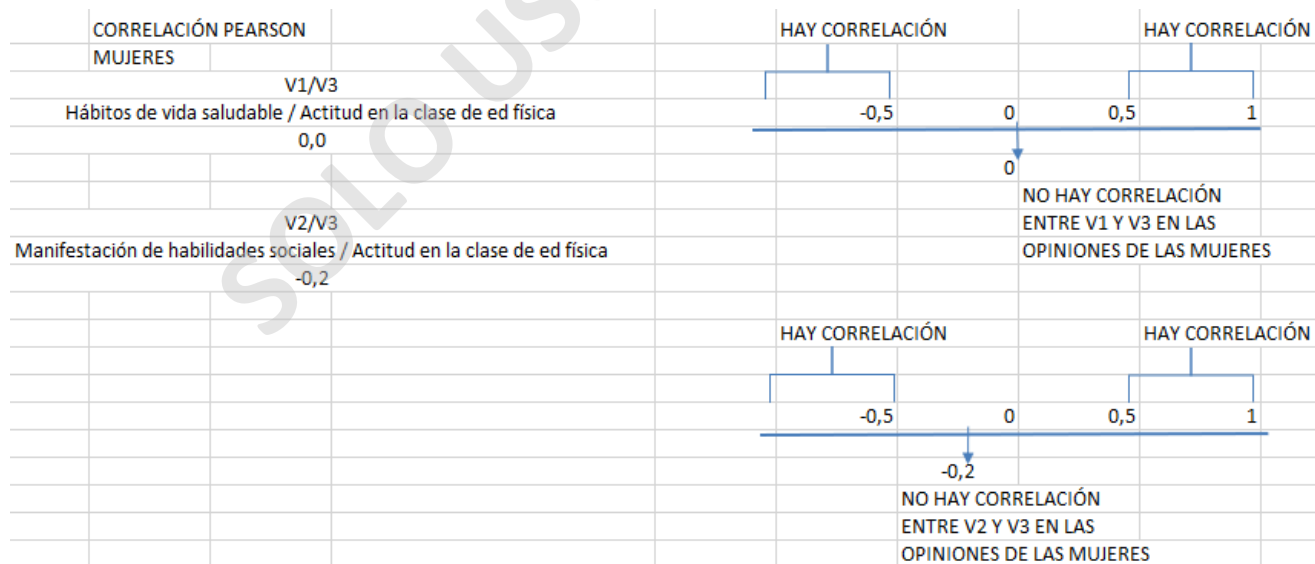 CORRELACIÓN PEARSON
MUJERES
V1/V3
Hábitos de vida saludable / Actitud en la clase de ed física
0,0
V2/V3
Manifestación de habilidades sociales / Actitud en la clase de ed física
-0,2
HAY CORRELACIÓN HAY CORRELACIÓN
-0,5 0 0,5 1
0
NO HAY CORRELACIÓN
ENTRE V1 Y V3 EN LAS
OPINIONES DE LAS MUJERES
HAY CORRELACIÓN HAY CORRELACIÓN
-0,5 0 0,5 1
-0,2
NO HAY CORRELACIÓN
ENTRE V2 Y V3 EN LAS
OPINIONES DE LAS MUJERES
SOLO US